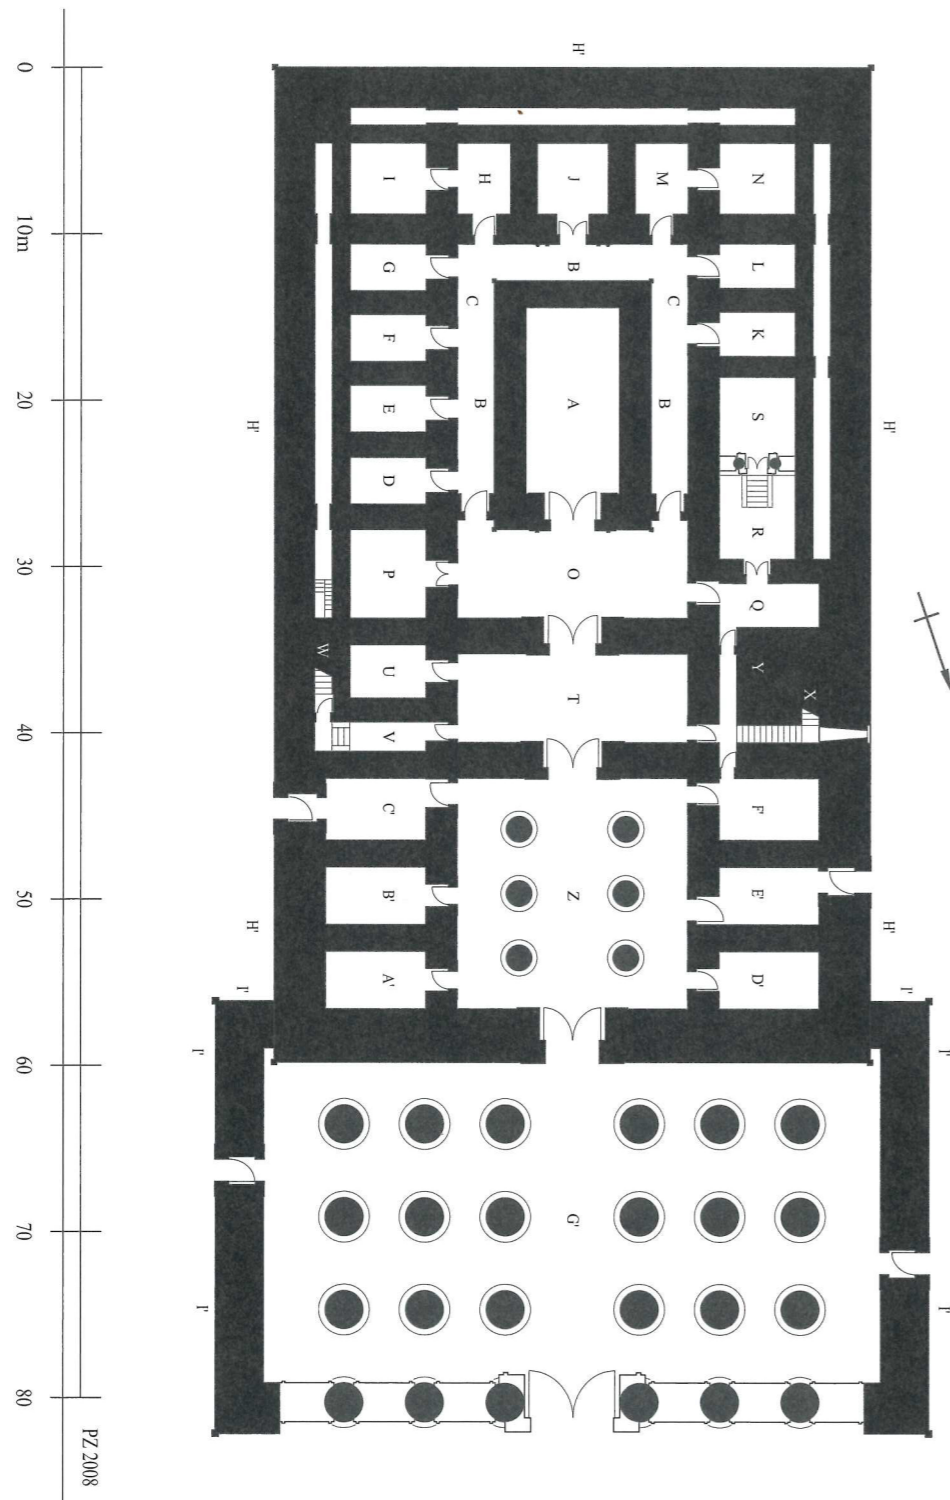 H'
0
I
H
J
M
N
10m
G
B
L
C
C
F
K
E
B
A
B
S
20
H'
H'
D
R
30
P
O
Q
W
U
T
Y
X
40
V
C'
F'
50
B'
Z
E'
H'
H'
A'
D'
I'
I'
60
I'
I'
70
G'
I'
I'
80
PZ 2008